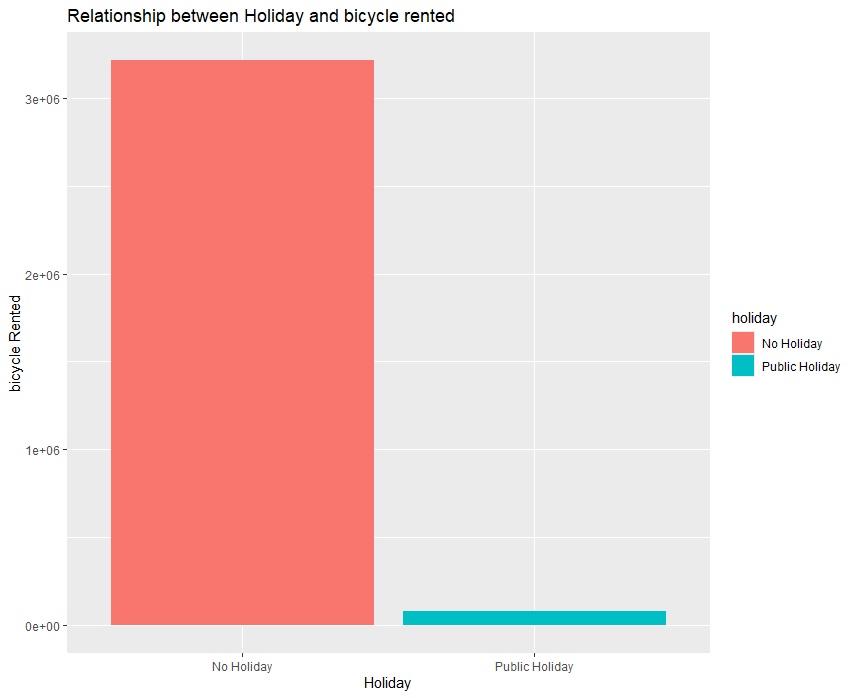 Relationship between Holiday and bicycle rented
3e+06
2e+06
1e+06
0e+00
bicycle Rented
No Holiday
Public Holiday
Holiday
holiday
No Holiday
Public Holiday